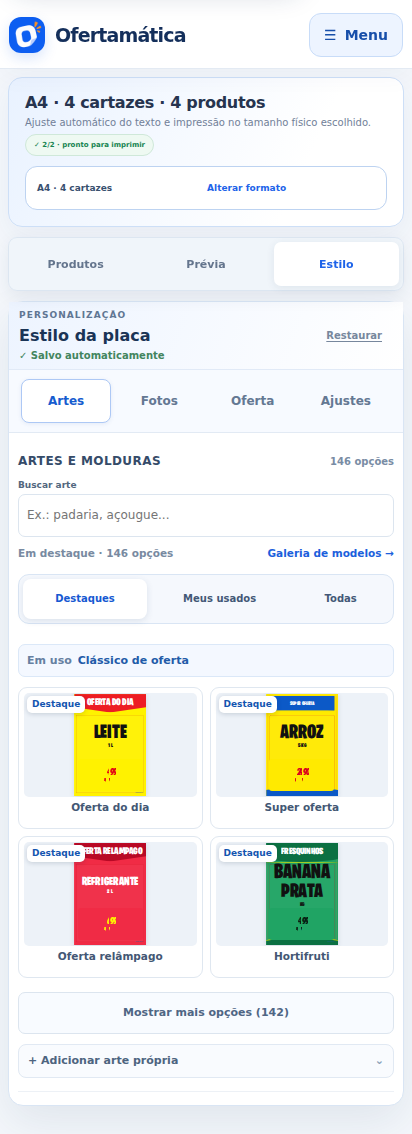 Ofertamática
☰ Menu
A4 · 4 cartazes · 4 produtos
Ajuste automático do texto e impressão no tamanho físico escolhido.
✓ 2/2 · pronto para imprimir
A4 · 4 cartazes Alterar formato
Produtos Prévia Estilo
PERSONALIZAÇÃO
Estilo da placa
Restaurar
✓ Salvo automaticamente
Artes Fotos Oferta Ajustes
ARTES E MOLDURAS 146 opções
Buscar arte
Ex.: padaria, açougue...
Em destaque · 146 opções Galeria de modelos →
Destaques Meus usados Todas
Em uso Clássico de oferta
Destaque
OFERTA DO DIA
LEITE
1 L
Oferta do dia
Destaque
SUPER OFERTA
ARROZ
5 KG
Super oferta
Destaque
RELÂMPAGO
REFRIGERANTE
2 L
Oferta relâmpago
Destaque
FRESQUINHOS
BANANA
PRATA
Hortifruti
Mostrar mais opções (142)
+ Adicionar arte própria